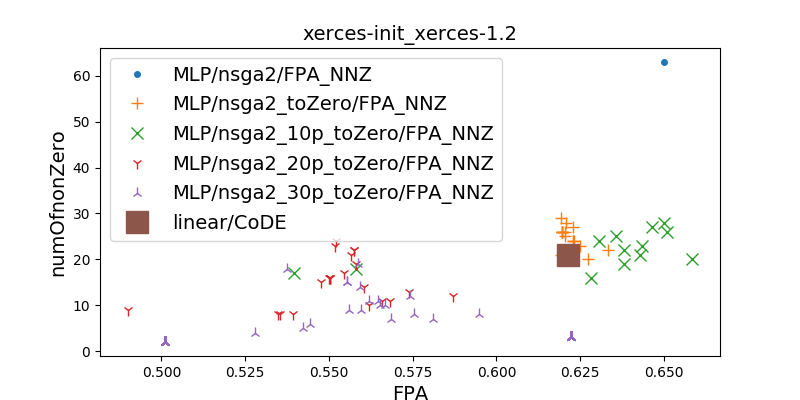 xerces-init_xerces-1.2
MLP/nsga2/FPA_NNZ
MLP/nsga2_toZero/FPA_NNZ
MLP/nsga2_10p_toZero/FPA_NNZ
MLP/nsga2_20p_toZero/FPA_NNZ
MLP/nsga2_30p_toZero/FPA_NNZ
linear/CoDE
numOfnonZero
60
50
40
30
20
10
0
0.500 0.525 0.550 0.575 0.600 0.625 0.650
FPA